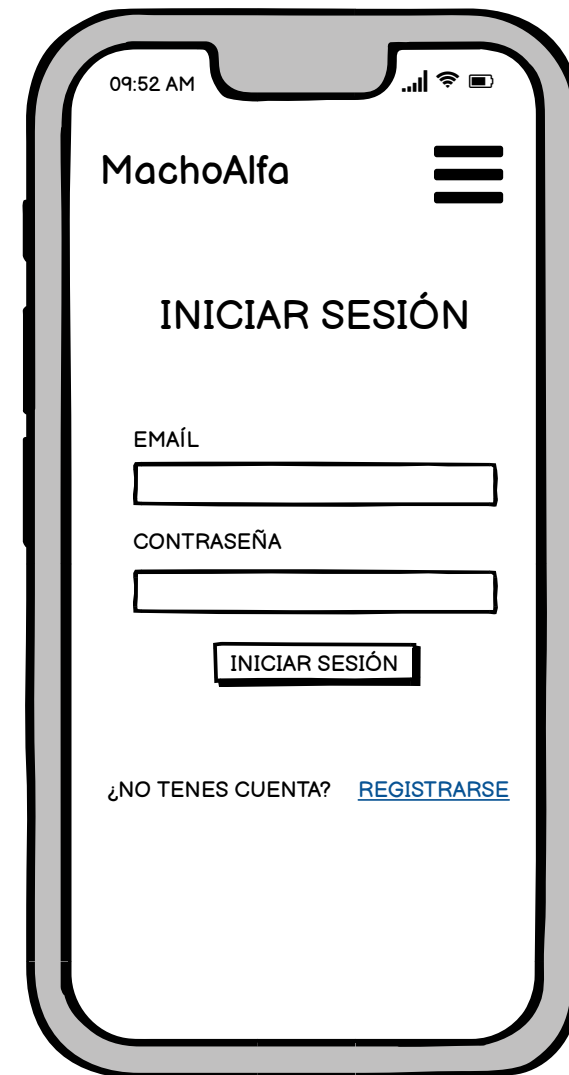 09:52 AM
MachoAlfa
INICIAR SESIÓN
EMAÍL
CONTRASEÑA
INICIAR SESIÓN
¿NO TENES CUENTA? REGISTRARSE